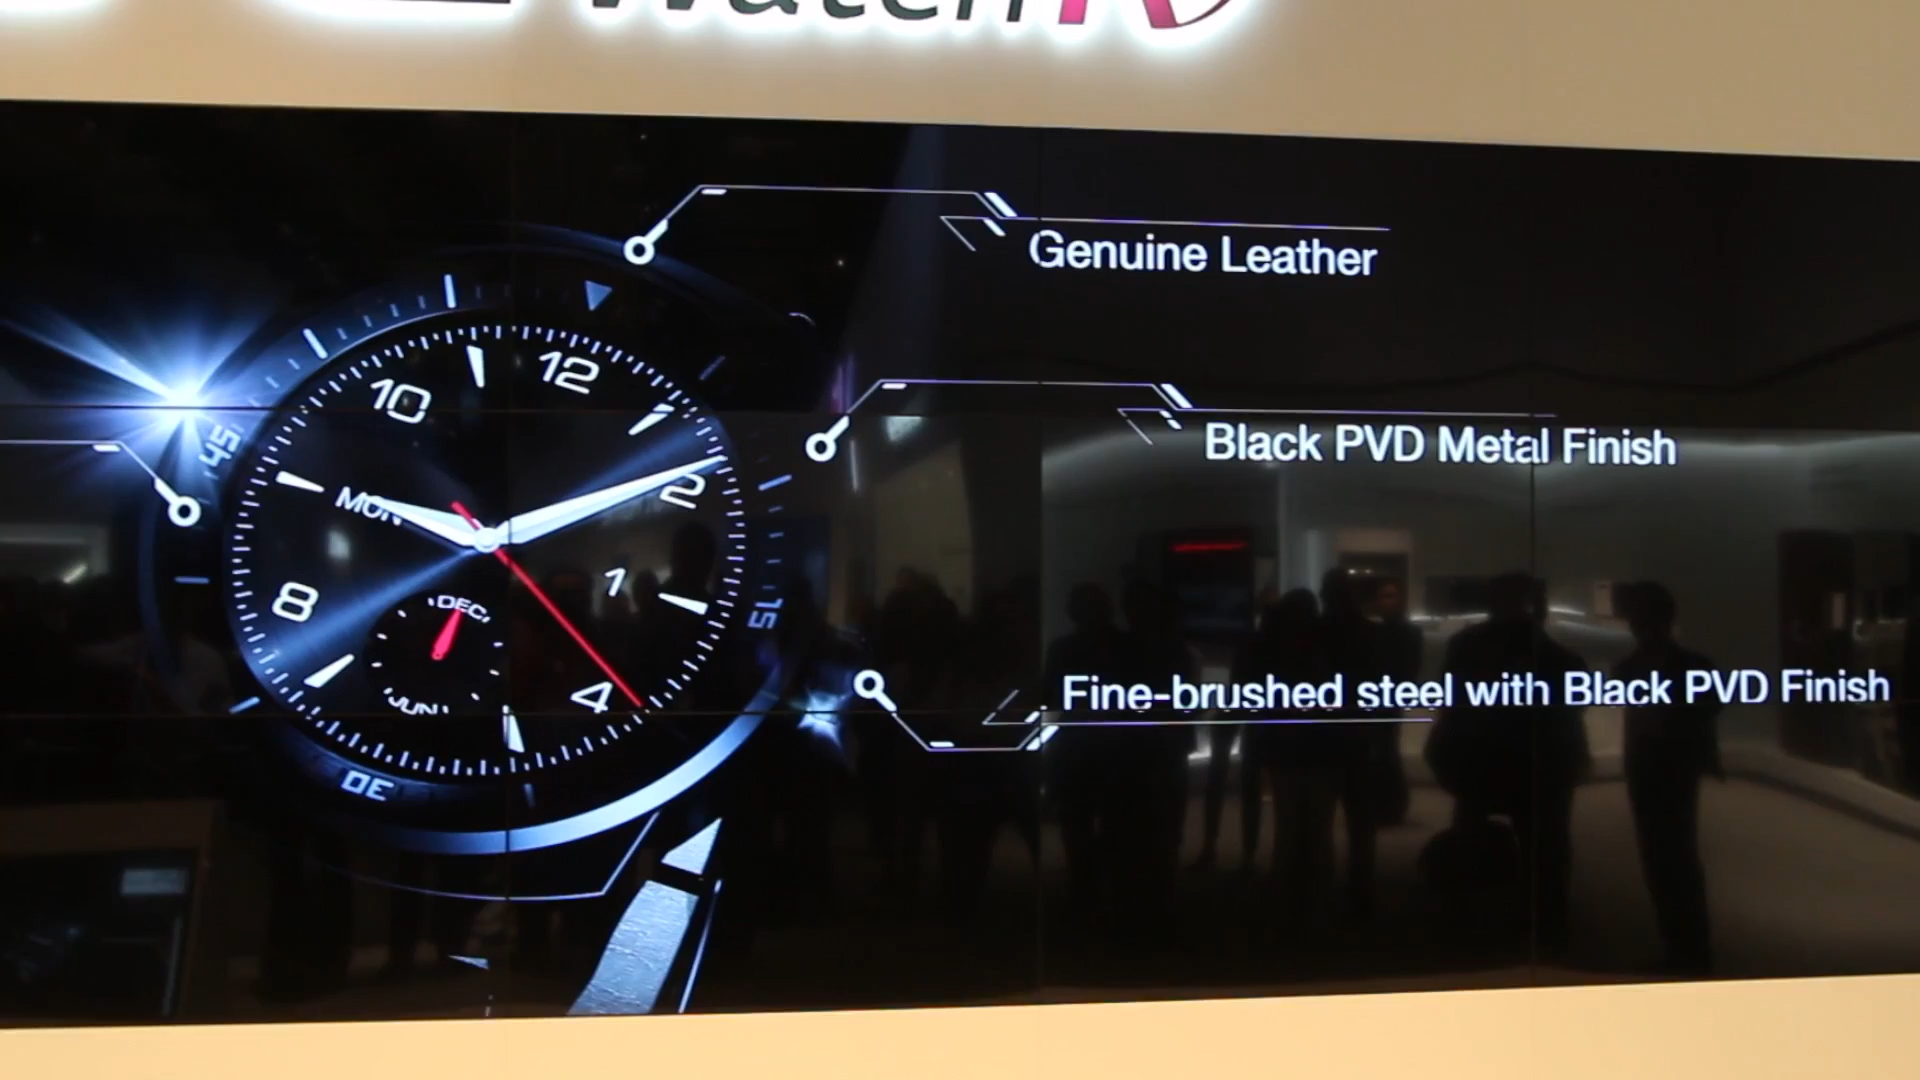 Watch R
Genuine Leather
Black PVD Metal Finish
Fine-brushed steel with Black PVD Finish
12
10
45
2
MON
1
15
8
DEC
4
JUN
30